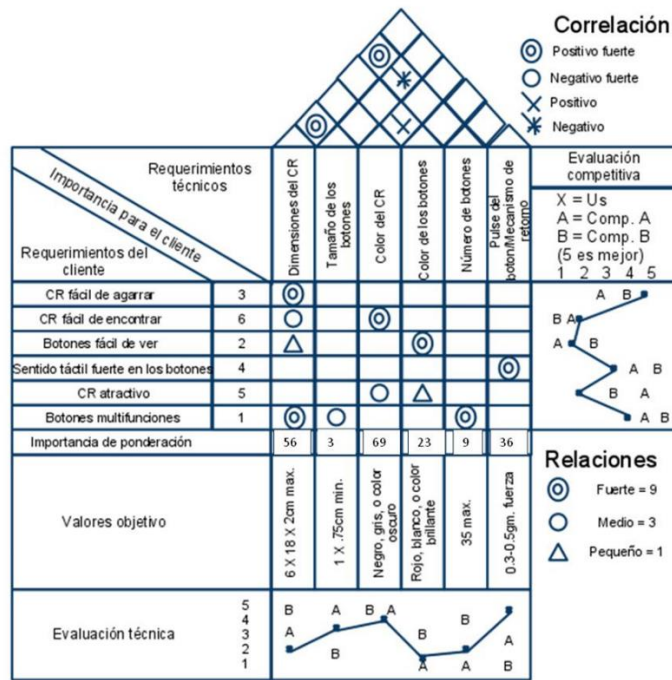 Correlación
Positivo fuerte
Negativo fuerte
Positivo
Negativo
Requerimientos
técnicos
Importancia para el cliente
Requerimientos del
cliente
Dimensiones del CR
Tamaño de los
botones
Color del CR
Color de los botones
Número de botones
Pulse del
boton/Mecanismo de
retorno
Evaluación
competitiva
X = Us
A = Comp. A
B = Comp. B
(5 es mejor)
1 2 3 4 5
CR fácil de agarrar 3 A B
CR fácil de encontrar 6 B A
Botones fácil de ver 2 A B
Sentido táctil fuerte en los botones 4 A B
CR atractivo 5 B A
Botones multifunciones 1 A B
Importancia de ponderación 56 3 69 23 9 36
Valores objetivo
6 X 18 X 2cm max.
1 X .75cm min.
Negro, gris, o color
oscuro
Rojo, blanco, o color
brillante
35 max.
0.3-0.5gm. fuerza
Relaciones
Fuerte = 9
Medio = 3
Pequeño = 1
Evaluación técnica
5 B A B A
4 B
3 A B A
2 B
1 A A B